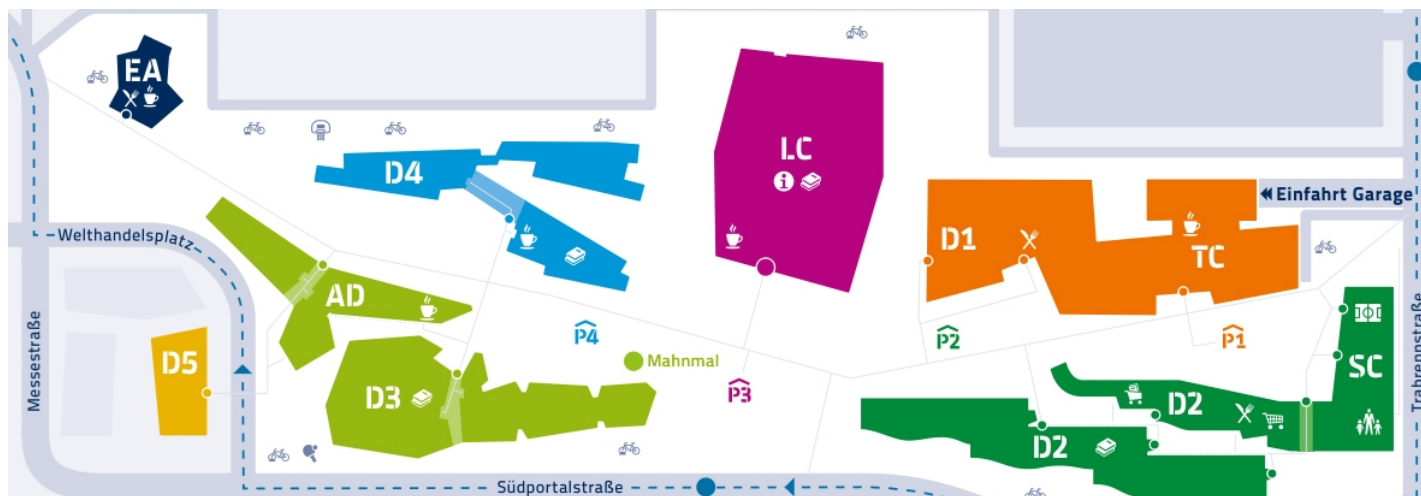 EA
LC
D4
Einfahrt Garage
D1
TC
Welthandelsplatz
AD
P4
P2
P1
Mahnmal
D5
D3
P3
SC
D2
D2
Messestraße
Südportalstraße